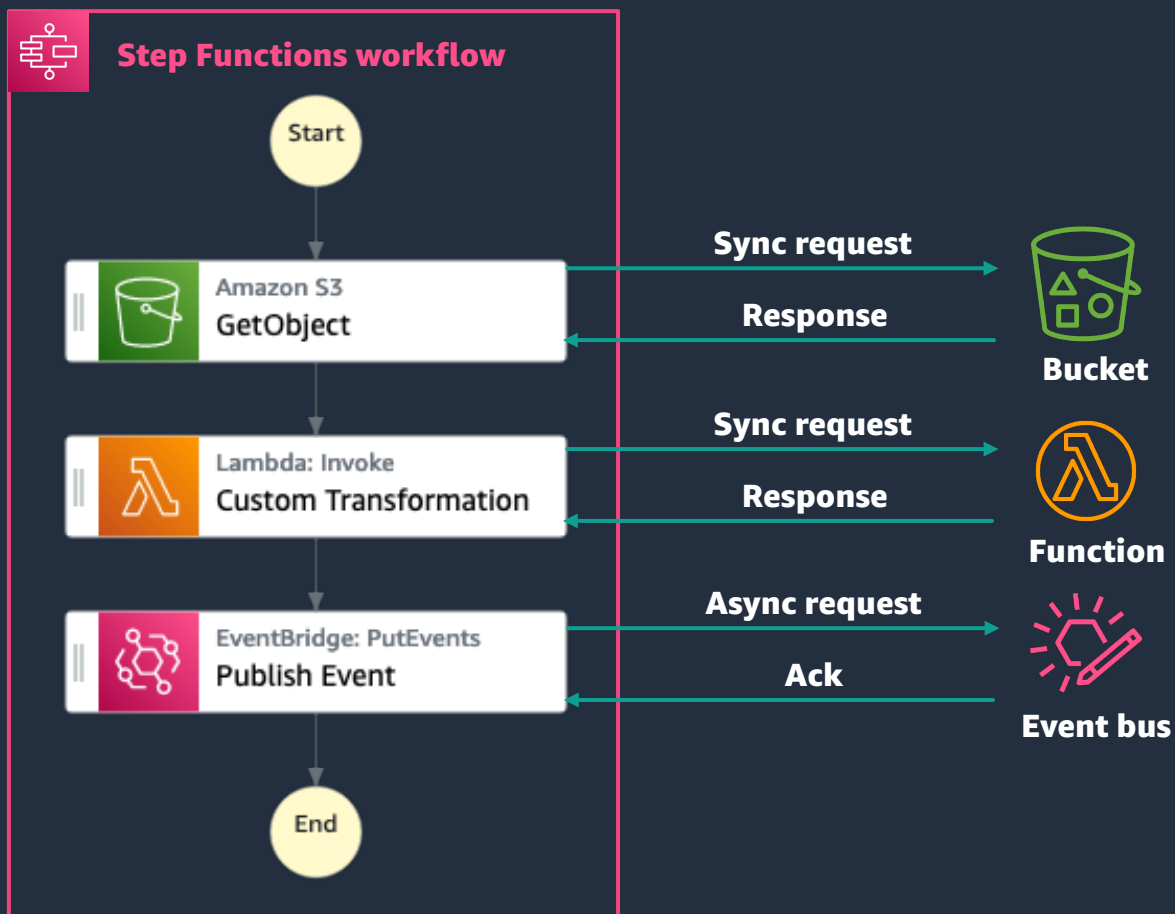 Step Functions workflow
Start
Sync request
Amazon S3
GetObject
Response
Bucket
Sync request
Lambda: Invoke
Custom Transformation
Response
Function
Async request
EventBridge: PutEvents
Publish Event
Ack
Event bus
End